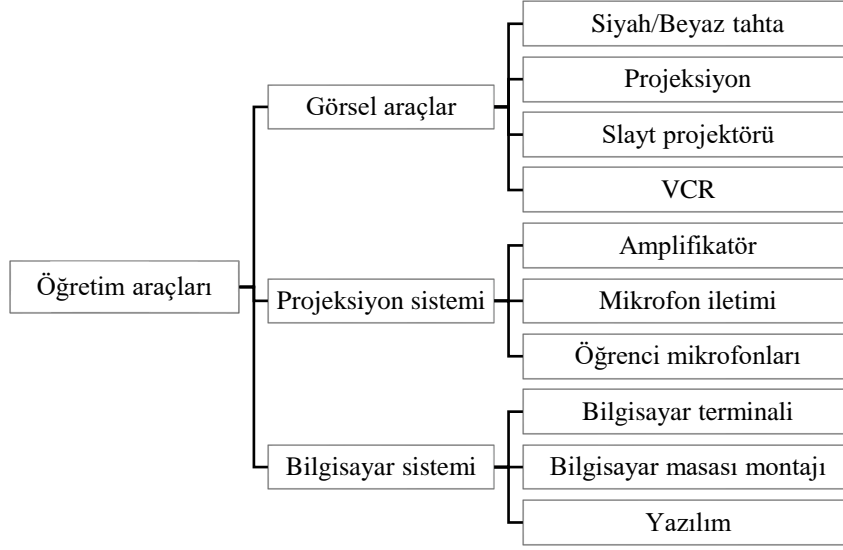 Öğretim araçları
Görsel araçlar
Siyah/Beyaz tahta
Projeksiyon
Slayt projektörü
VCR
Projeksiyon sistemi
Amplifikatör
Mikrofon iletimi
Öğrenci mikrofonları
Bilgisayar sistemi
Bilgisayar terminali
Bilgisayar masası montajı
Yazılım